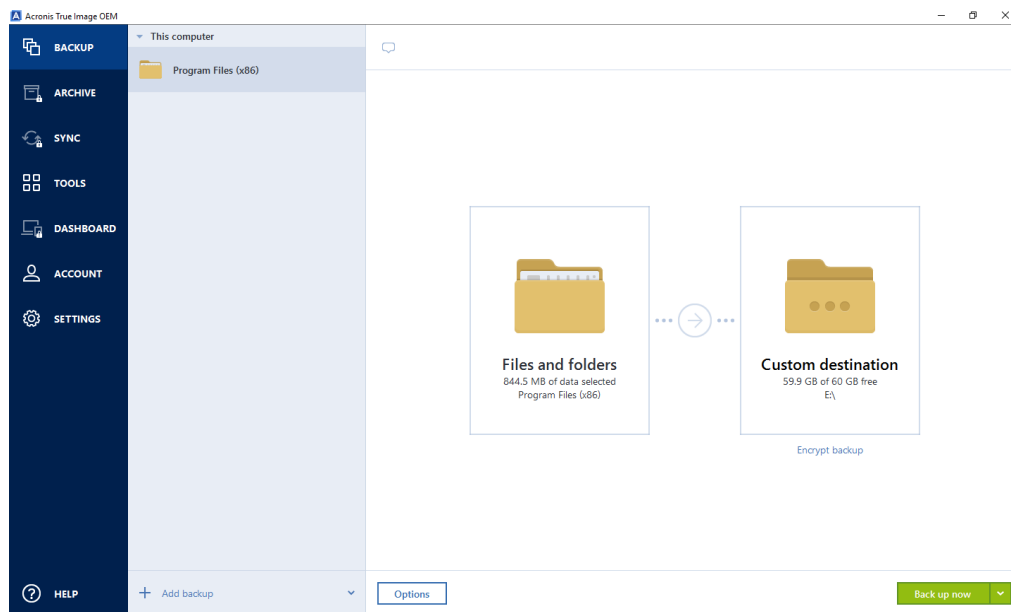 Acronis True Image OEM
BACKUP
ARCHIVE
SYNC
TOOLS
DASHBOARD
ACCOUNT
SETTINGS
HELP
This computer
Program Files (x86)
Add backup
Files and folders
844.5 MB of data selected
Program Files (x86)
Custom destination
59.9 GB of 60 GB free
E:\
Encrypt backup
Options
Back up now